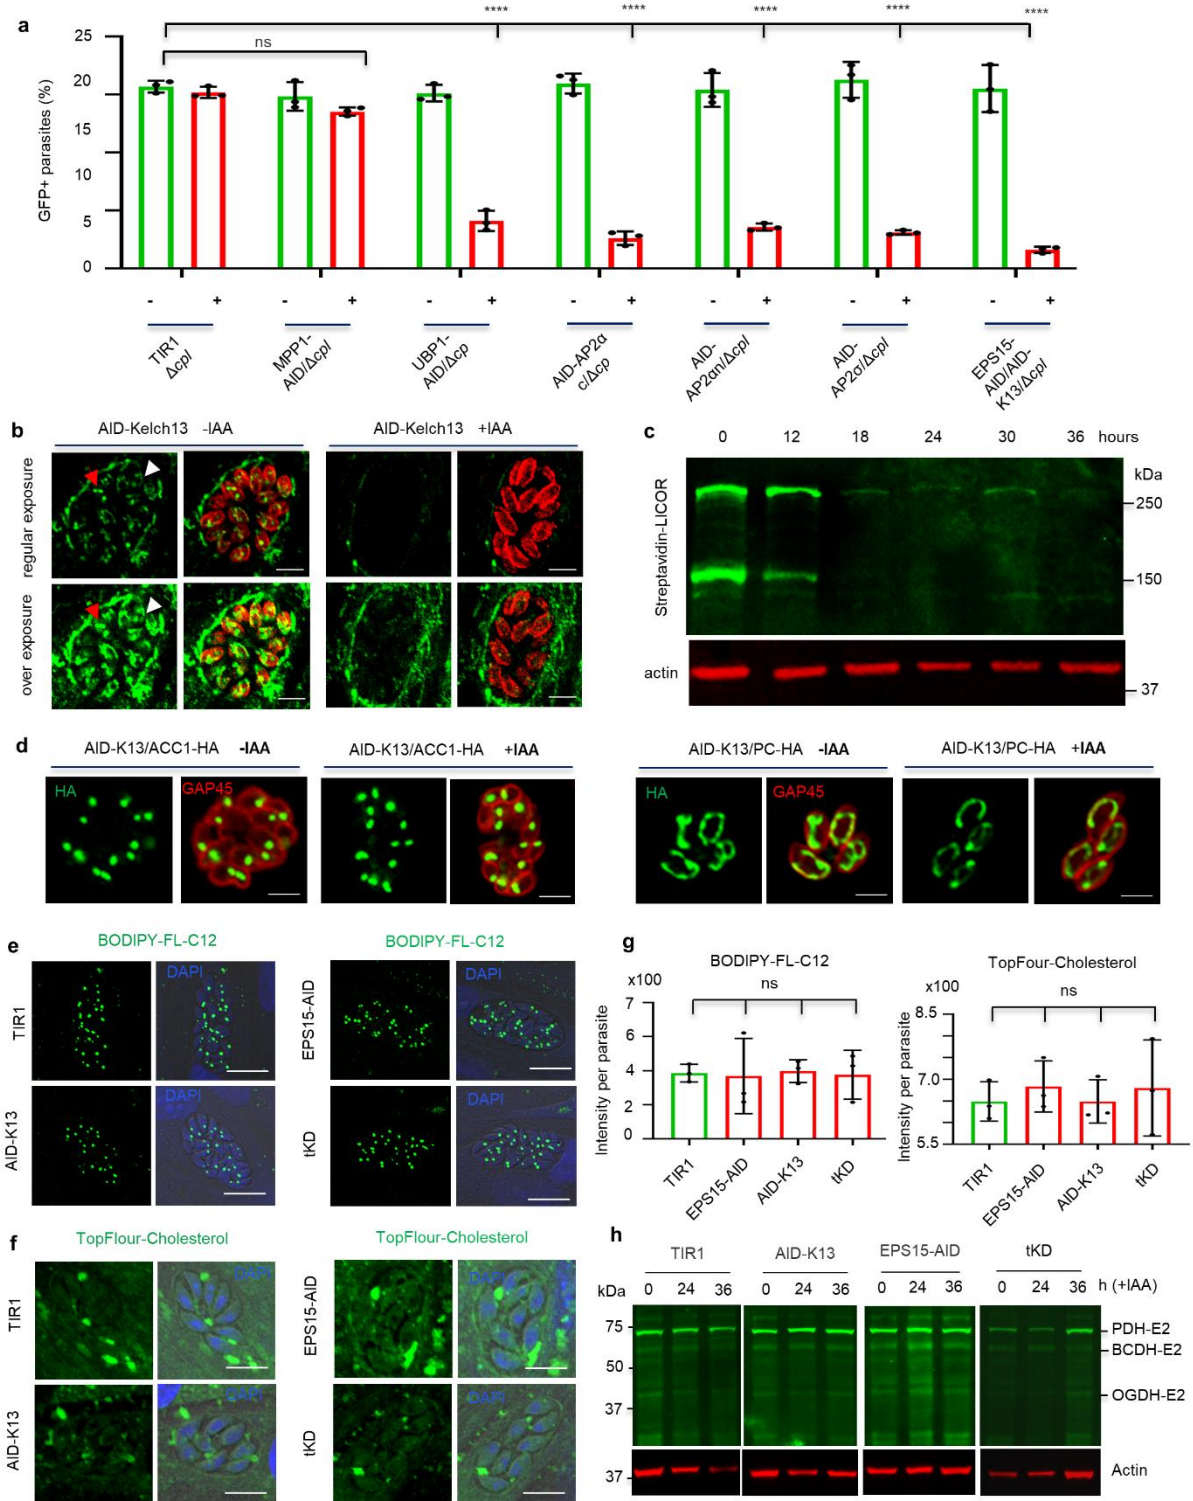 a
**** **** **** **** ****
ns
GFP+ parasites (%)
25
20
15
10
5
0
- + - + - + - + - + - + - +
TIR1
Δcpl
MPP1-
AID/Δcpl
UBP1-
AID/Δcp
AID-AP2α
c/Δcp
AID-
AP2αn/Δcpl
AID-
AP2σ/Δcpl
EPS15-
AID/AID-
K13/Δcpl
b
AID-Kelch13 -IAA
AID-Kelch13 +IAA
regular exposure
over exposure
c
0 12 18 24 30 36 hours
kDa
250
150
Streptavidin-LICOR
actin
37
d
AID-K13/ACC1-HA -IAA
AID-K13/ACC1-HA +IAA
AID-K13/PC-HA -IAA
AID-K13/PC-HA +IAA
HA
GAP45
HA
GAP45
e
BODIPY-FL-C12
BODIPY-FL-C12
TIR1
DAPI
EPS15-AID
DAPI
AID-K13
DAPI
tKD
DAPI
f
TopFlour-Cholesterol
TopFlour-Cholesterol
TIR1
DAPI
EPS15-AID
DAPI
AID-K13
DAPI
tKD
DAPI
g
x100
BODIPY-FL-C12
ns
Intensity per parasite
7
6
4
2
0
TIR1
EPS15-AID
AID-K13
tKD
TopFour-Cholesterol
x100
ns
Intensity per parasite
8.5
7.0
5.5
TIR1
EPS15-AID
AID-K13
tKD
h
TIR1 AID-K13 EPS15-AID tKD
kDa
0 24 36 0 24 36 0 24 36 0 24 36 h (+IAA)
75
50
37
PDH-E2
BCDH-E2
OGDH-E2
37
Actin